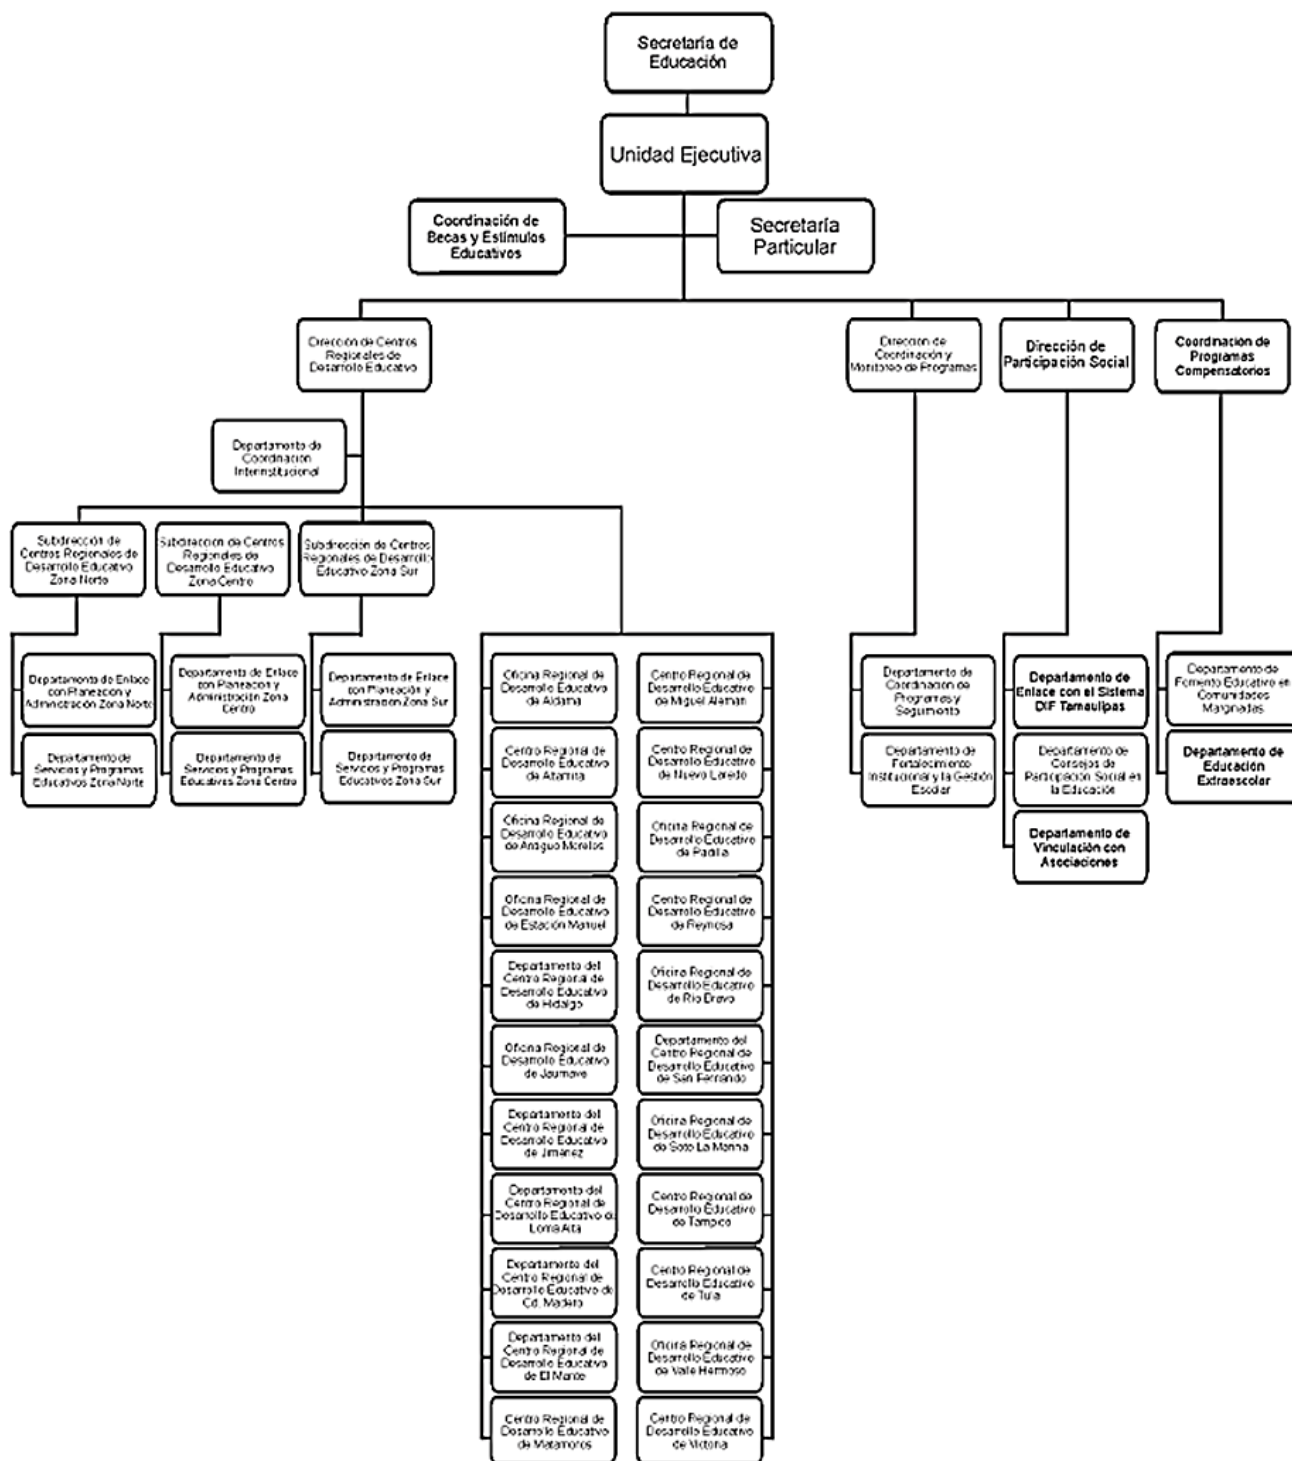 Secretaría de
Educación
Unidad Ejecutiva
Coordinación de
Becas y Estímulos
Educativos
Secretaría
Particular
Dirección de Centros
Regionales de
Desarrollo Educativo
Dirección de
Coordinación y
Monitoreo de Programas
Dirección de
Participación Social
Coordinación de
Programas
Compensatorios
Departamento de
Coordinación
Interinstitucional
Subdirección de
Centros Regionales de
Desarrollo Educativo
Zona Norte
Subdirección de Centros
Regionales de
Desarrollo Educativo
Zona Centro
Subdirección de Centros
Regionales de Desarrollo
Educativo Zona Sur
Departamento de Enlace
con Planeación y
Administración Zona Norte
Departamento de Enlace
con Planeación y
Administración Zona
Centro
Departamento de Enlace
con Planeación y
Administración Zona Sur
Departamento de
Servicios y Programas
Educativos Zona Norte
Departamento de
Servicios y Programas
Educativos Zona Centro
Departamento de
Servicios y Programas
Educativos Zona Sur
Oficina Regional de
Desarrollo Educativo
de Aldama
Centro Regional de
Desarrollo Educativo
de Altamira
Oficina Regional de
Desarrollo Educativo
de Antiguo Morelos
Oficina Regional de
Desarrollo Educativo
de Estación Manuel
Departamento del
Centro Regional de
Desarrollo Educativo
de Hidalgo
Oficina Regional de
Desarrollo Educativo
de Jaumave
Departamento del
Centro Regional de
Desarrollo Educativo
de Jiménez
Departamento del
Centro Regional de
Desarrollo Educativo de
Loma Alta
Departamento del
Centro Regional de
Desarrollo Educativo de
Cd. Madero
Departamento del
Centro Regional de
Desarrollo Educativo
de El Mante
Centro Regional de
Desarrollo Educativo
de Matamoros
Centro Regional de
Desarrollo Educativo
de Miguel Alemán
Centro Regional de
Desarrollo Educativo
de Nuevo Laredo
Oficina Regional de
Desarrollo Educativo
de Padilla
Centro Regional de
Desarrollo Educativo
de Reynosa
Oficina Regional de
Desarrollo Educativo
de Río Bravo
Departamento del
Centro Regional de
Desarrollo Educativo
de San Fernando
Oficina Regional de
Desarrollo Educativo
de Soto La Marina
Centro Regional de
Desarrollo Educativo
de Tampico
Centro Regional de
Desarrollo Educativo
de Tula
Oficina Regional de
Desarrollo Educativo
de Valle Hermoso
Centro Regional de
Desarrollo Educativo
de Victoria
Departamento de
Coordinación de
Programas y
Seguimiento
Departamento de
Fortalecimiento
Institucional y la Gestión
Escolar
Departamento de
Enlace con el Sistema
DIF Tamaulipas
Departamento de
Consejos de
Participación Social en
la Educación
Departamento de
Vinculación con
Asociaciones
Departamento de
Fomento Educativo en
Comunidades
Marginadas
Departamento de
Educación
Extraescolar